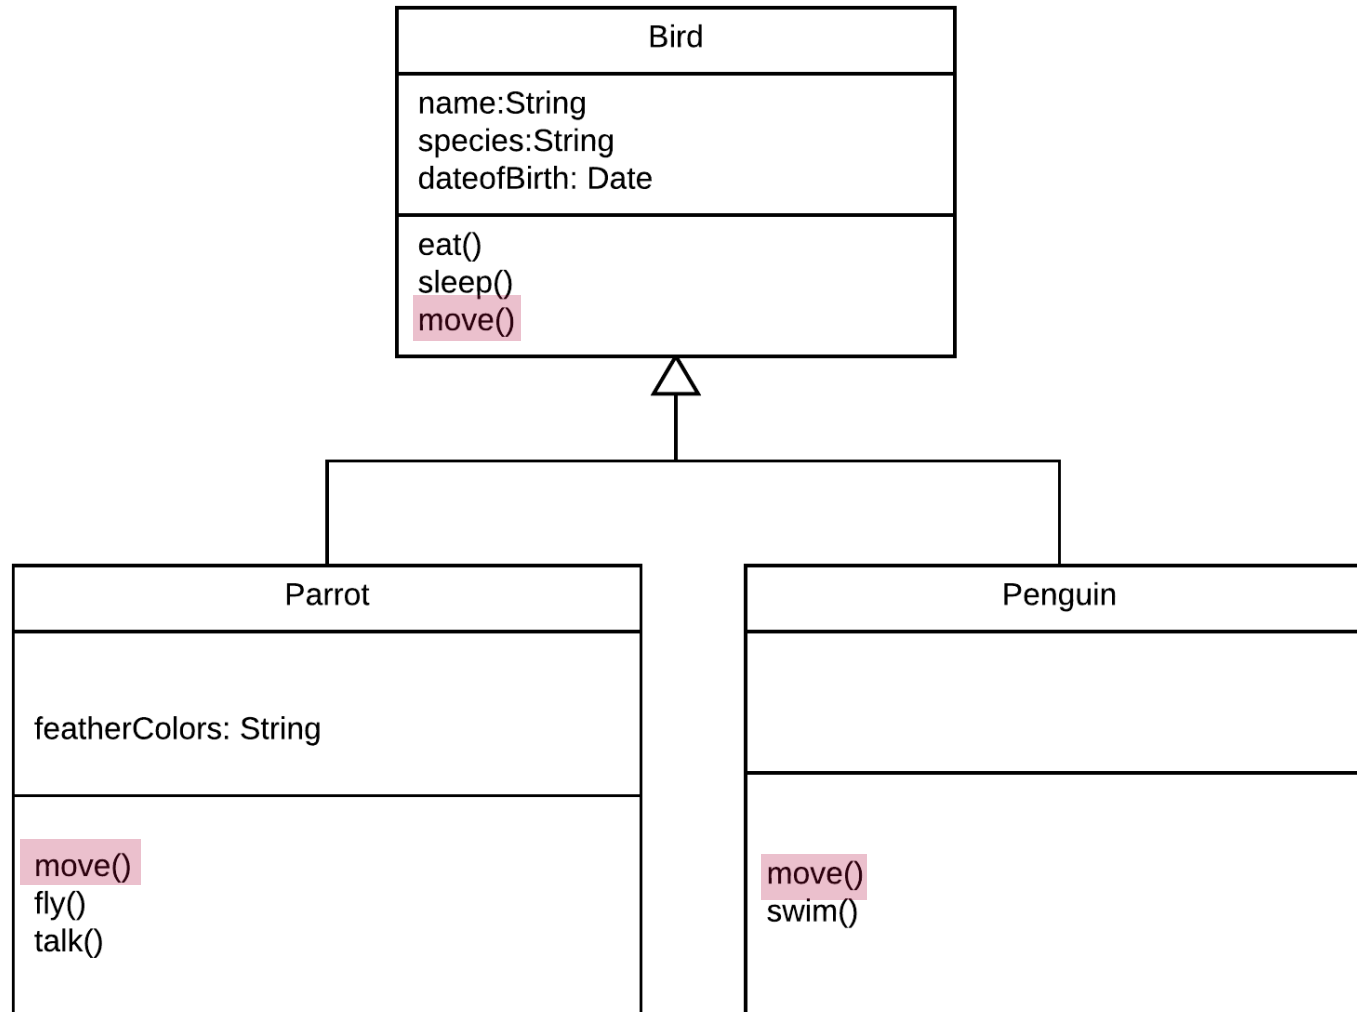 Bird
name:String
species:String
dateofBirth: Date
eat()
sleep()
move()
Parrot
featherColors: String
move()
fly()
talk()
Penguin
move()
swim()